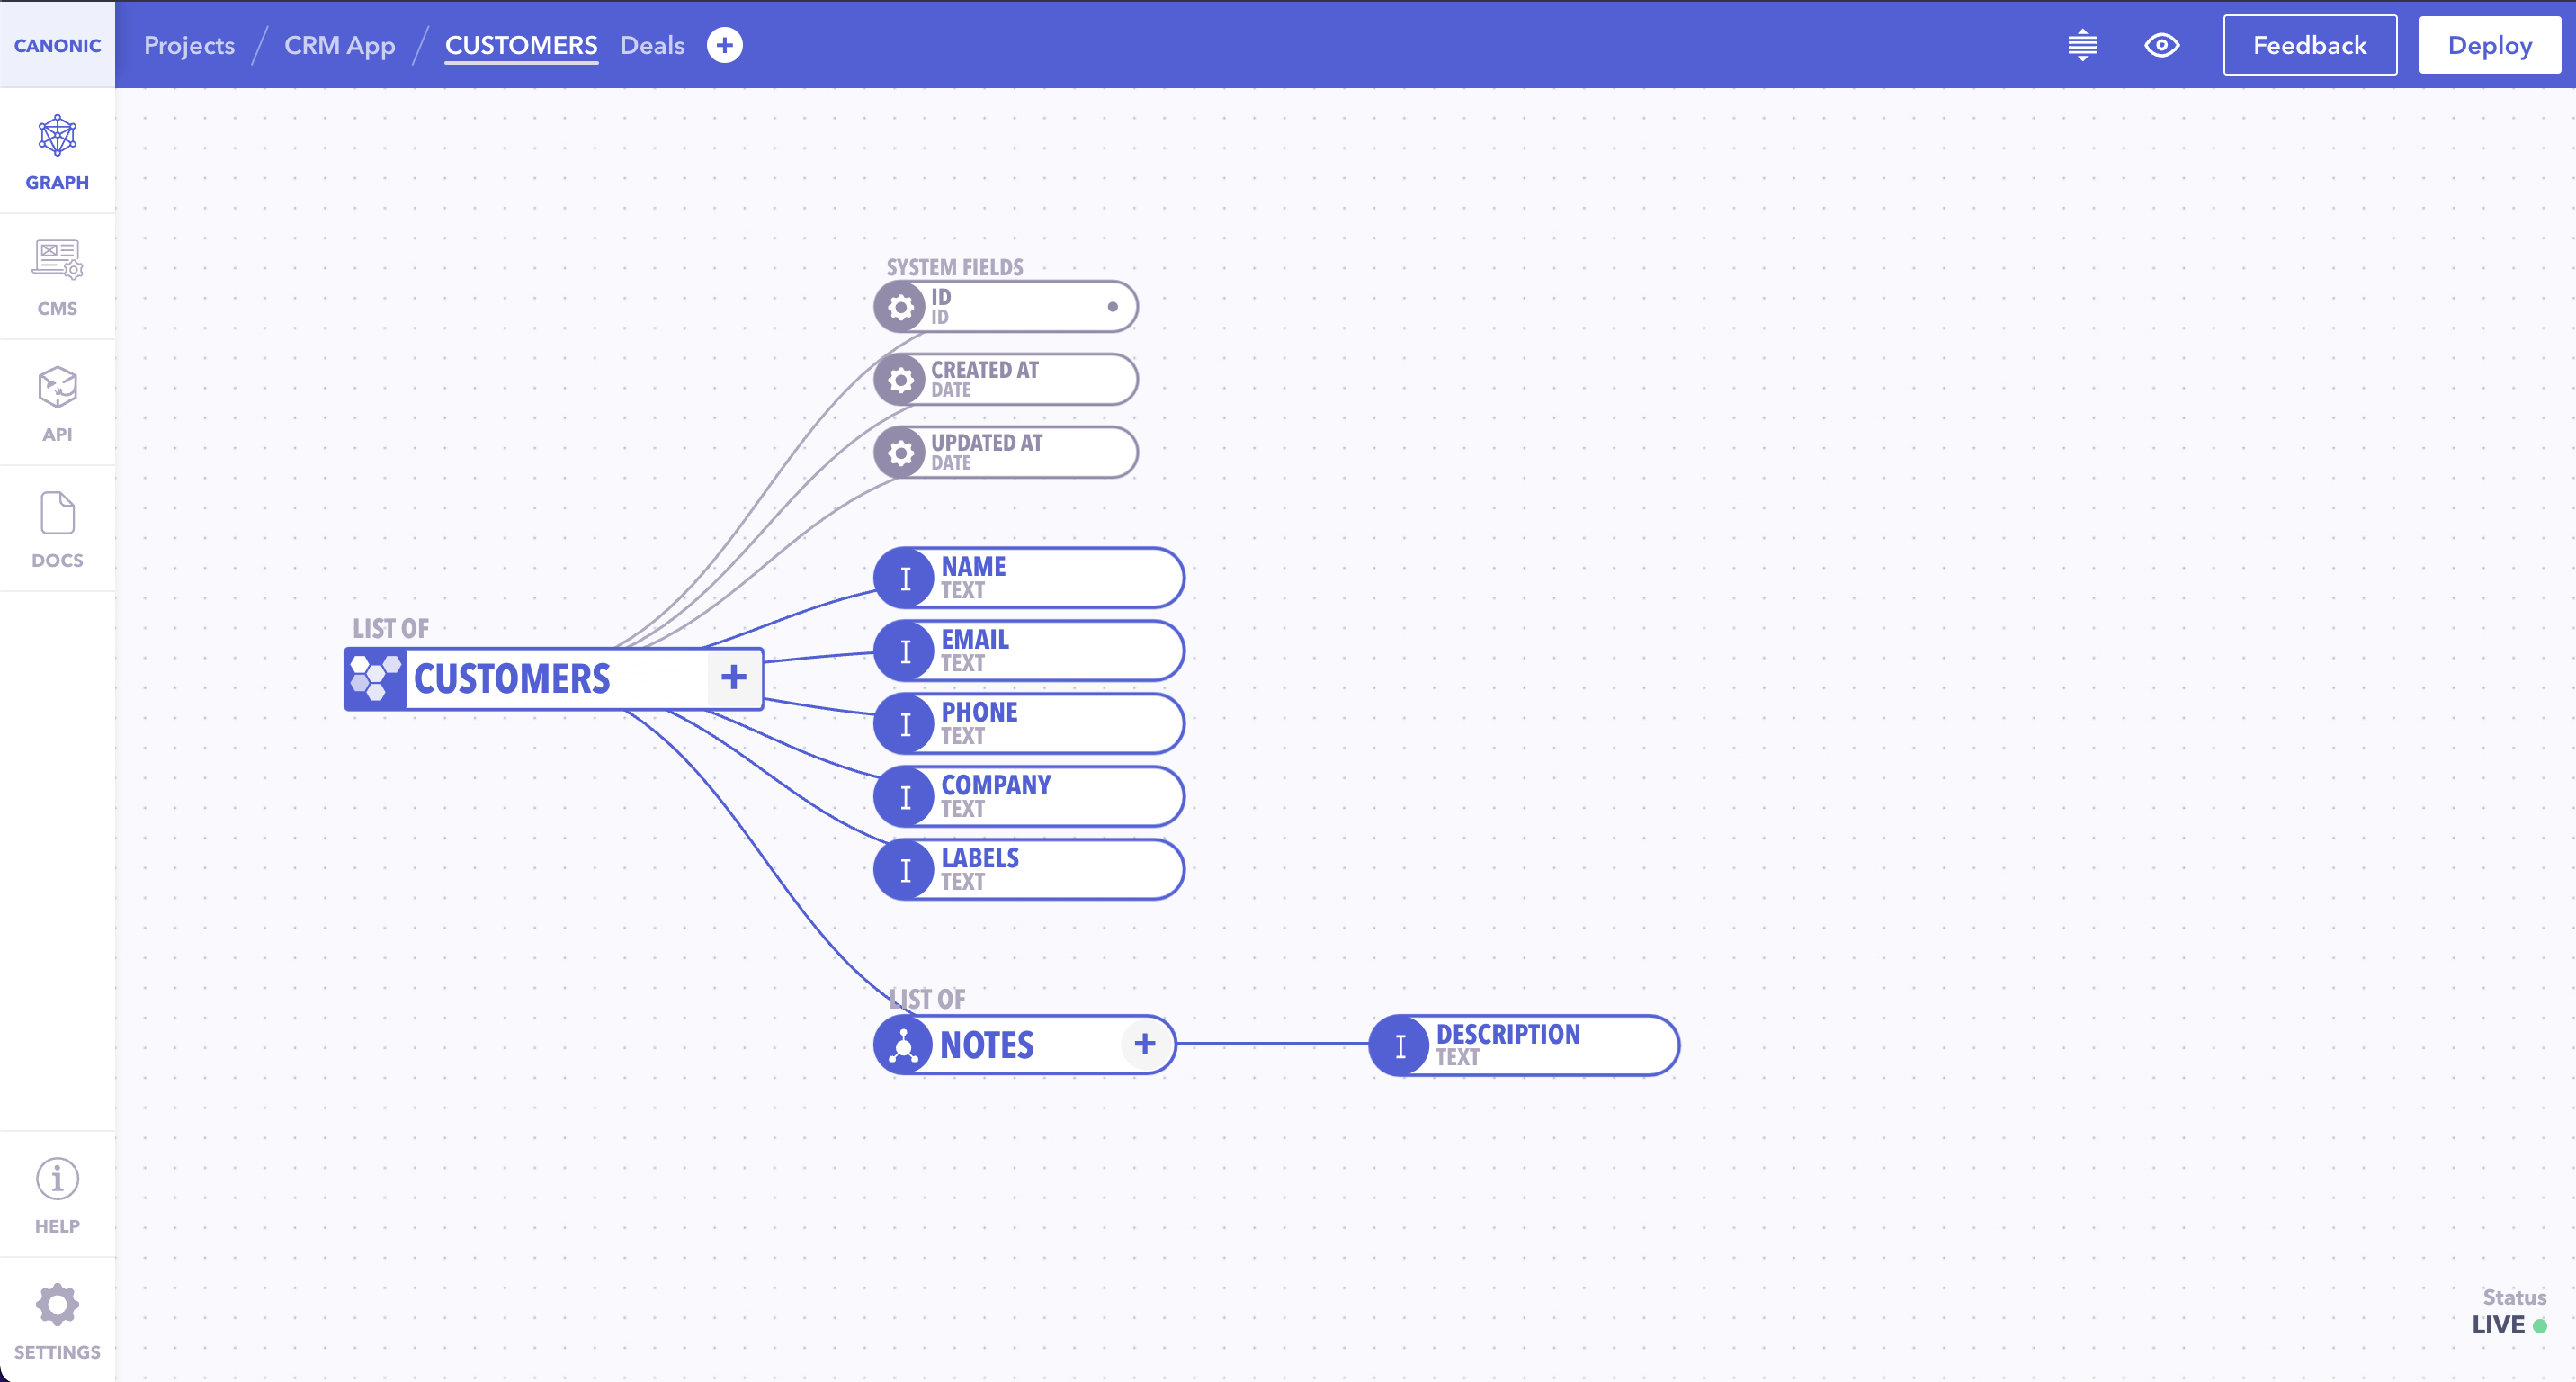 CANONIC
Projects / CRM App / CUSTOMERS Deals
Feedback
Deploy
GRAPH
CMS
API
DOCS
HELP
SETTINGS
SYSTEM FIELDS
ID
ID
CREATED AT
DATE
UPDATED AT
DATE
LIST OF
CUSTOMERS
NAME
TEXT
EMAIL
TEXT
PHONE
TEXT
COMPANY
TEXT
LABELS
TEXT
LIST OF
NOTES
DESCRIPTION
TEXT
Status
LIVE